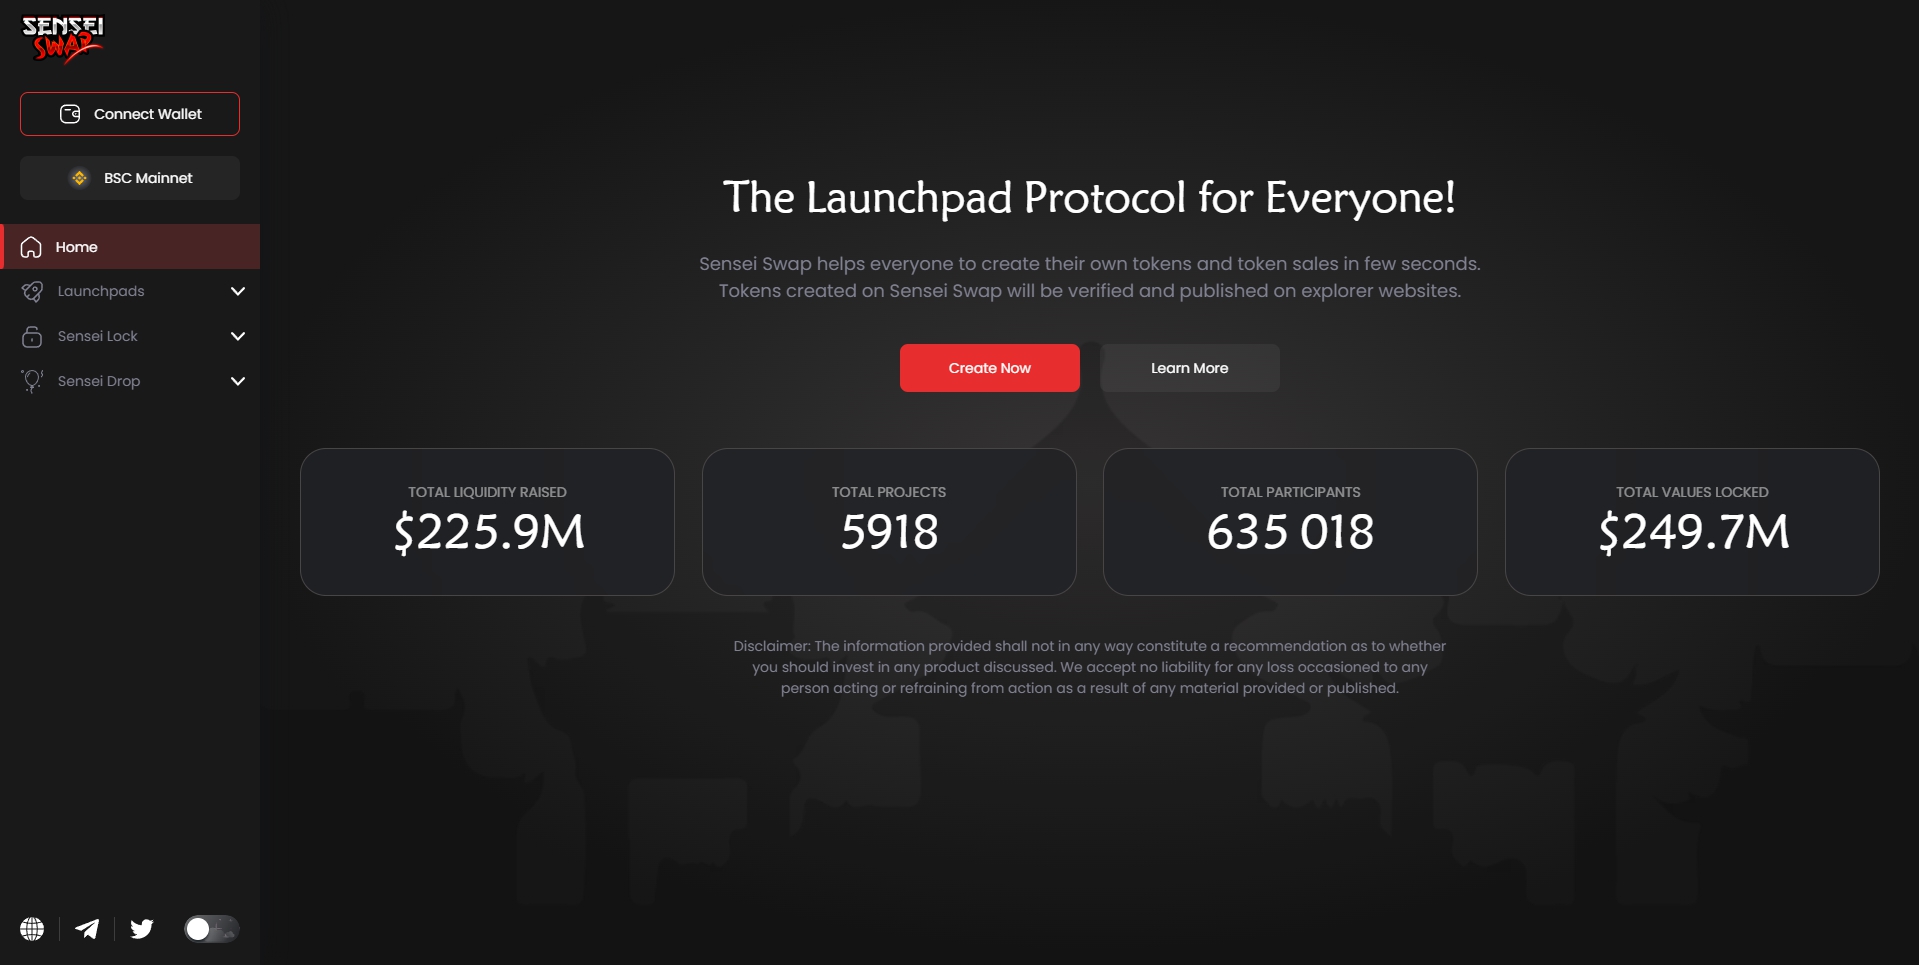 SENSEI
SWAP
Connect Wallet
BSC Mainnet
Home
Launchpads
Sensei Lock
Sensei Drop
The Launchpad Protocol for Everyone!
Sensei Swap helps everyone to create their own tokens and token sales in few seconds.
Tokens created on Sensei Swap will be verified and published on explorer websites.
Create Now
Learn More
TOTAL LIQUIDITY RAISED
$225.9M
TOTAL PROJECTS
5918
TOTAL PARTICIPANTS
635 018
TOTAL VALUES LOCKED
$249.7M
Disclaimer: The information provided shall not in any way constitute a recommendation as to whether
you should invest in any product discussed. We accept no liability for any loss occasioned to any
person acting or refraining from action as a result of any material provided or published.